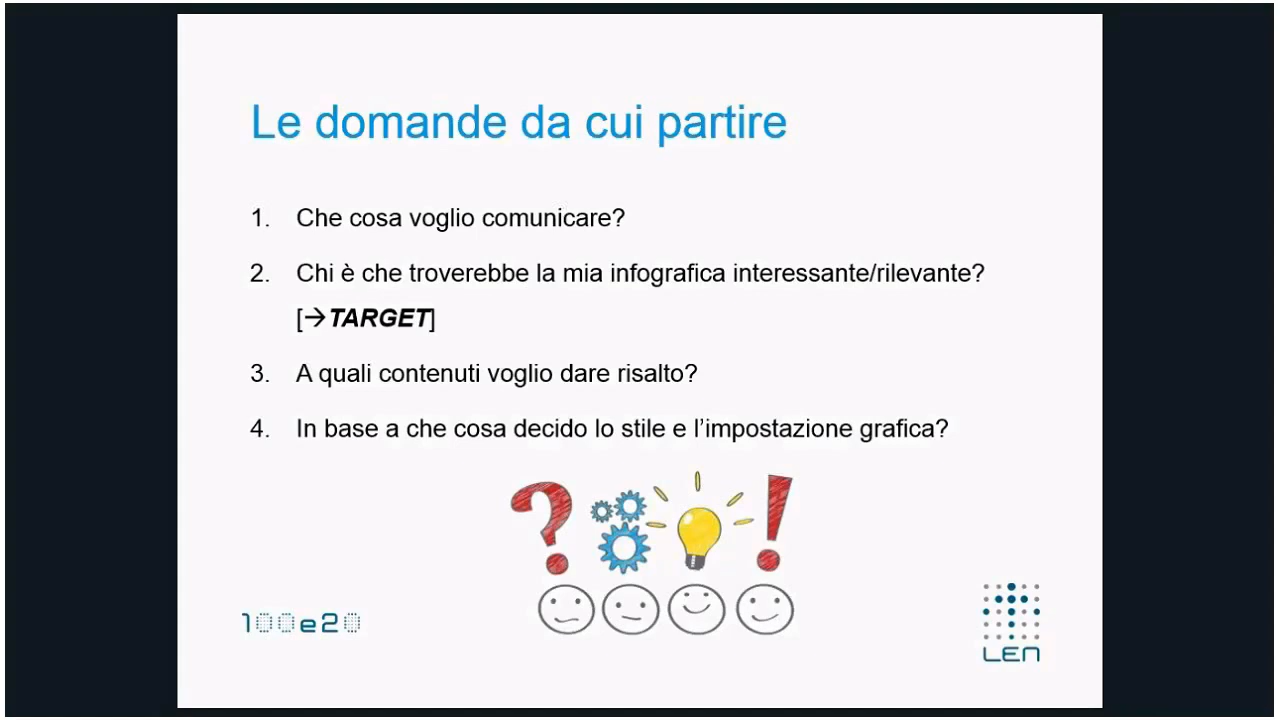 Le domande da cui partire
1. Che cosa voglio comunicare?
2. Chi è che troverebbe la mia infografica interessante/rilevante?
[→TARGET]
3. A quali contenuti voglio dare risalto?
4. In base a che cosa decido lo stile e l’impostazione grafica?
100e20
LEN